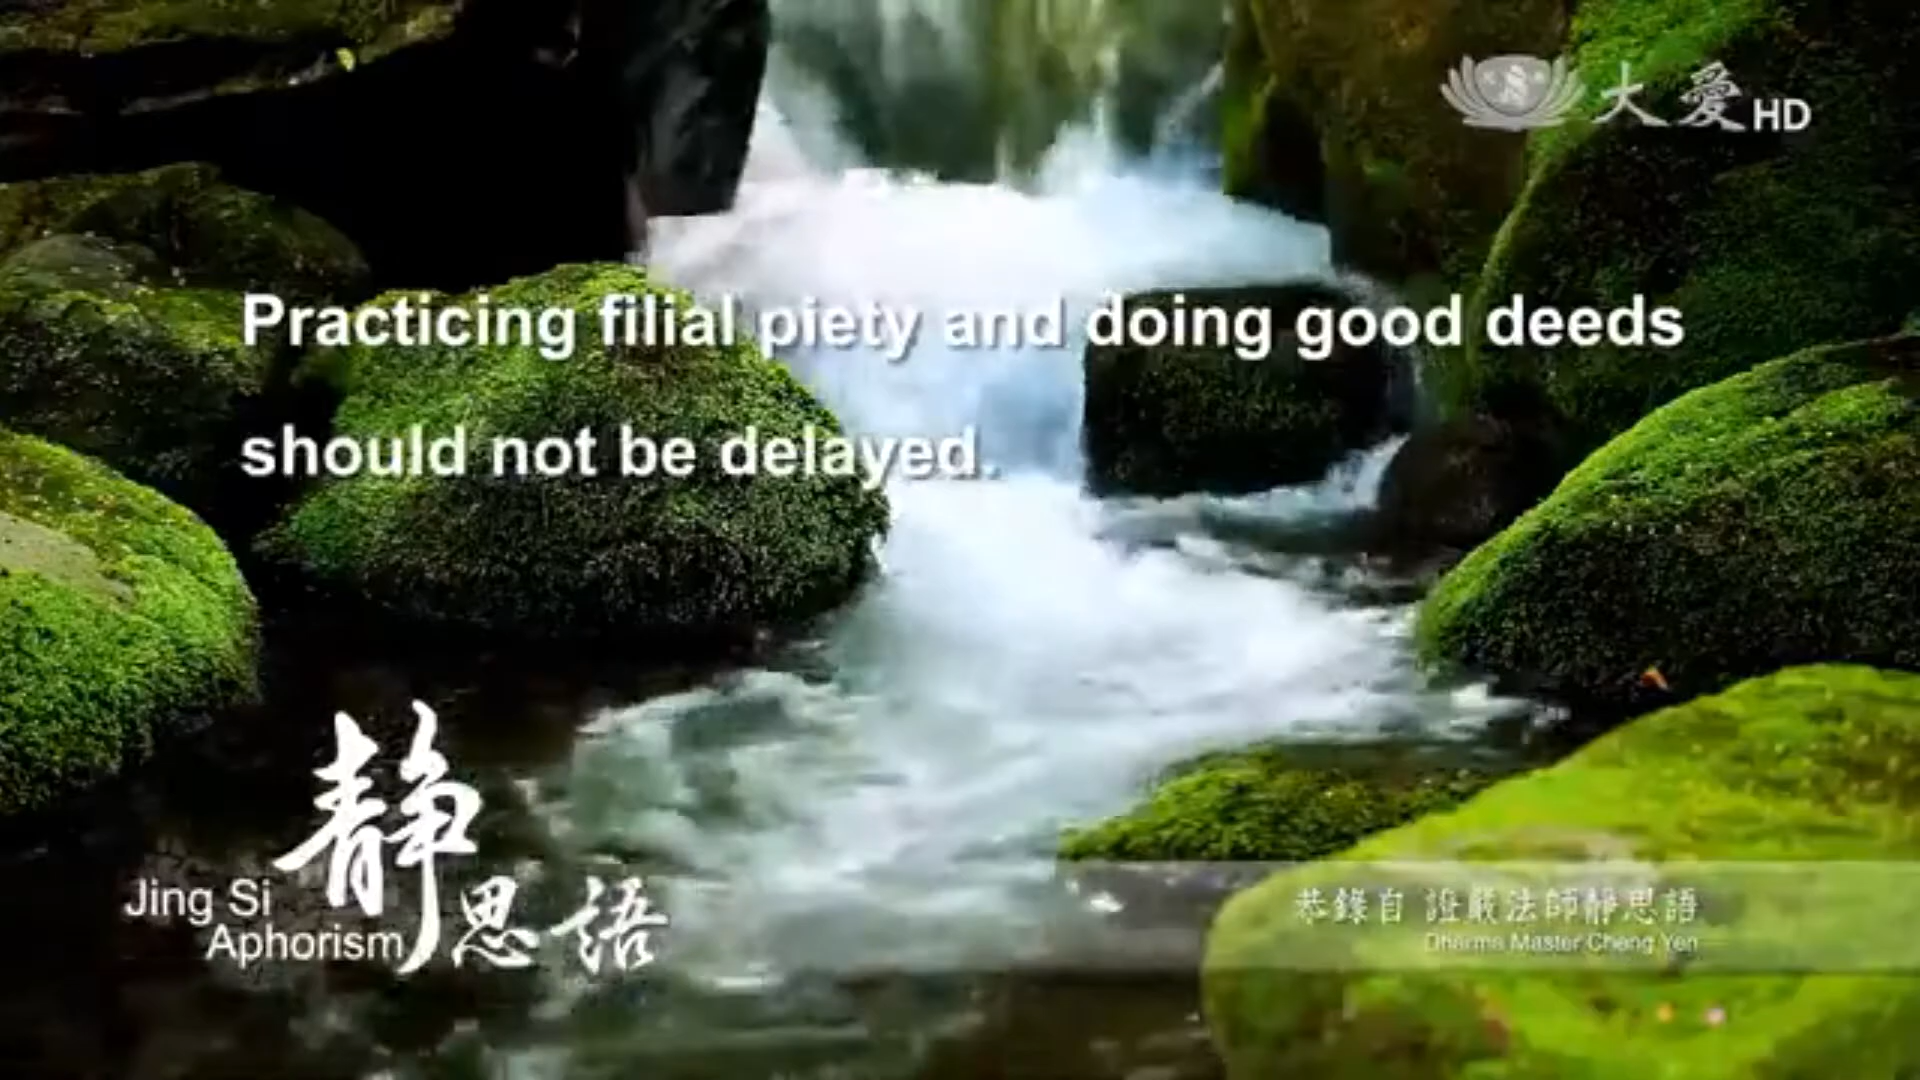 大愛HD
Practicing filial piety and doing good deeds
should not be delayed.
靜思語
Jing Si
Aphorism
恭錄自 證嚴法師靜思語
Dharma Master Cheng Yen